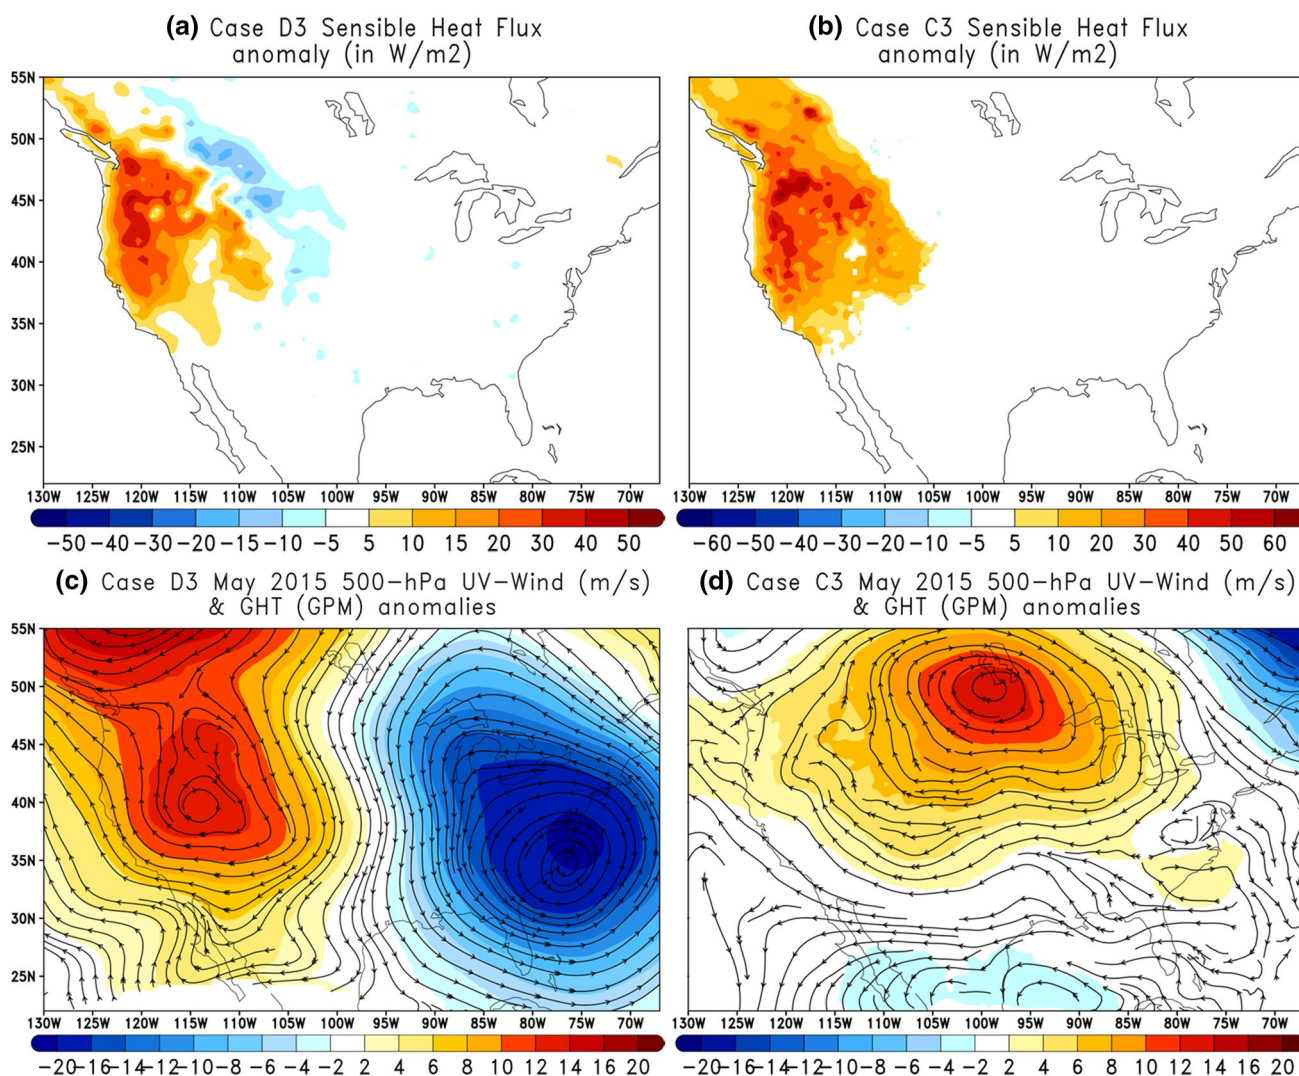 (a) Case D3 Sensible Heat Flux
anomaly (in W/m2)
(b) Case C3 Sensible Heat Flux
anomaly (in W/m2)
55N
50N
45N
40N
35N
30N
25N
130W 125W 120W 115W 110W 105W 100W 95W 90W 85W 80W 75W 70W
130W 125W 120W 115W 110W 105W 100W 95W 90W 85W 80W 75W 70W
-50 -40 -30 -20 -15 -10 -5 5 10 15 20 30 40 50
-60 -50 -40 -30 -20 -10 -5 5 10 20 30 40 50 60
(c) Case D3 May 2015 500-hPa UV-Wind (m/s)
& GHT (GPM) anomalies
(d) Case C3 May 2015 500-hPa UV-Wind (m/s)
& GHT (GPM) anomalies
55N
50N
45N
40N
35N
30N
25N
130W 125W 120W 115W 110W 105W 100W 95W 90W 85W 80W 75W 70W
130W 125W 120W 115W 110W 105W 100W 95W 90W 85W 80W 75W 70W
-20 -16 -14 -12 -10 -8 -6 -4 -2 2 4 6 8 10 12 14 16 20
-20 -16 -14 -12 -10 -8 -6 -4 -2 2 4 6 8 10 12 14 16 20